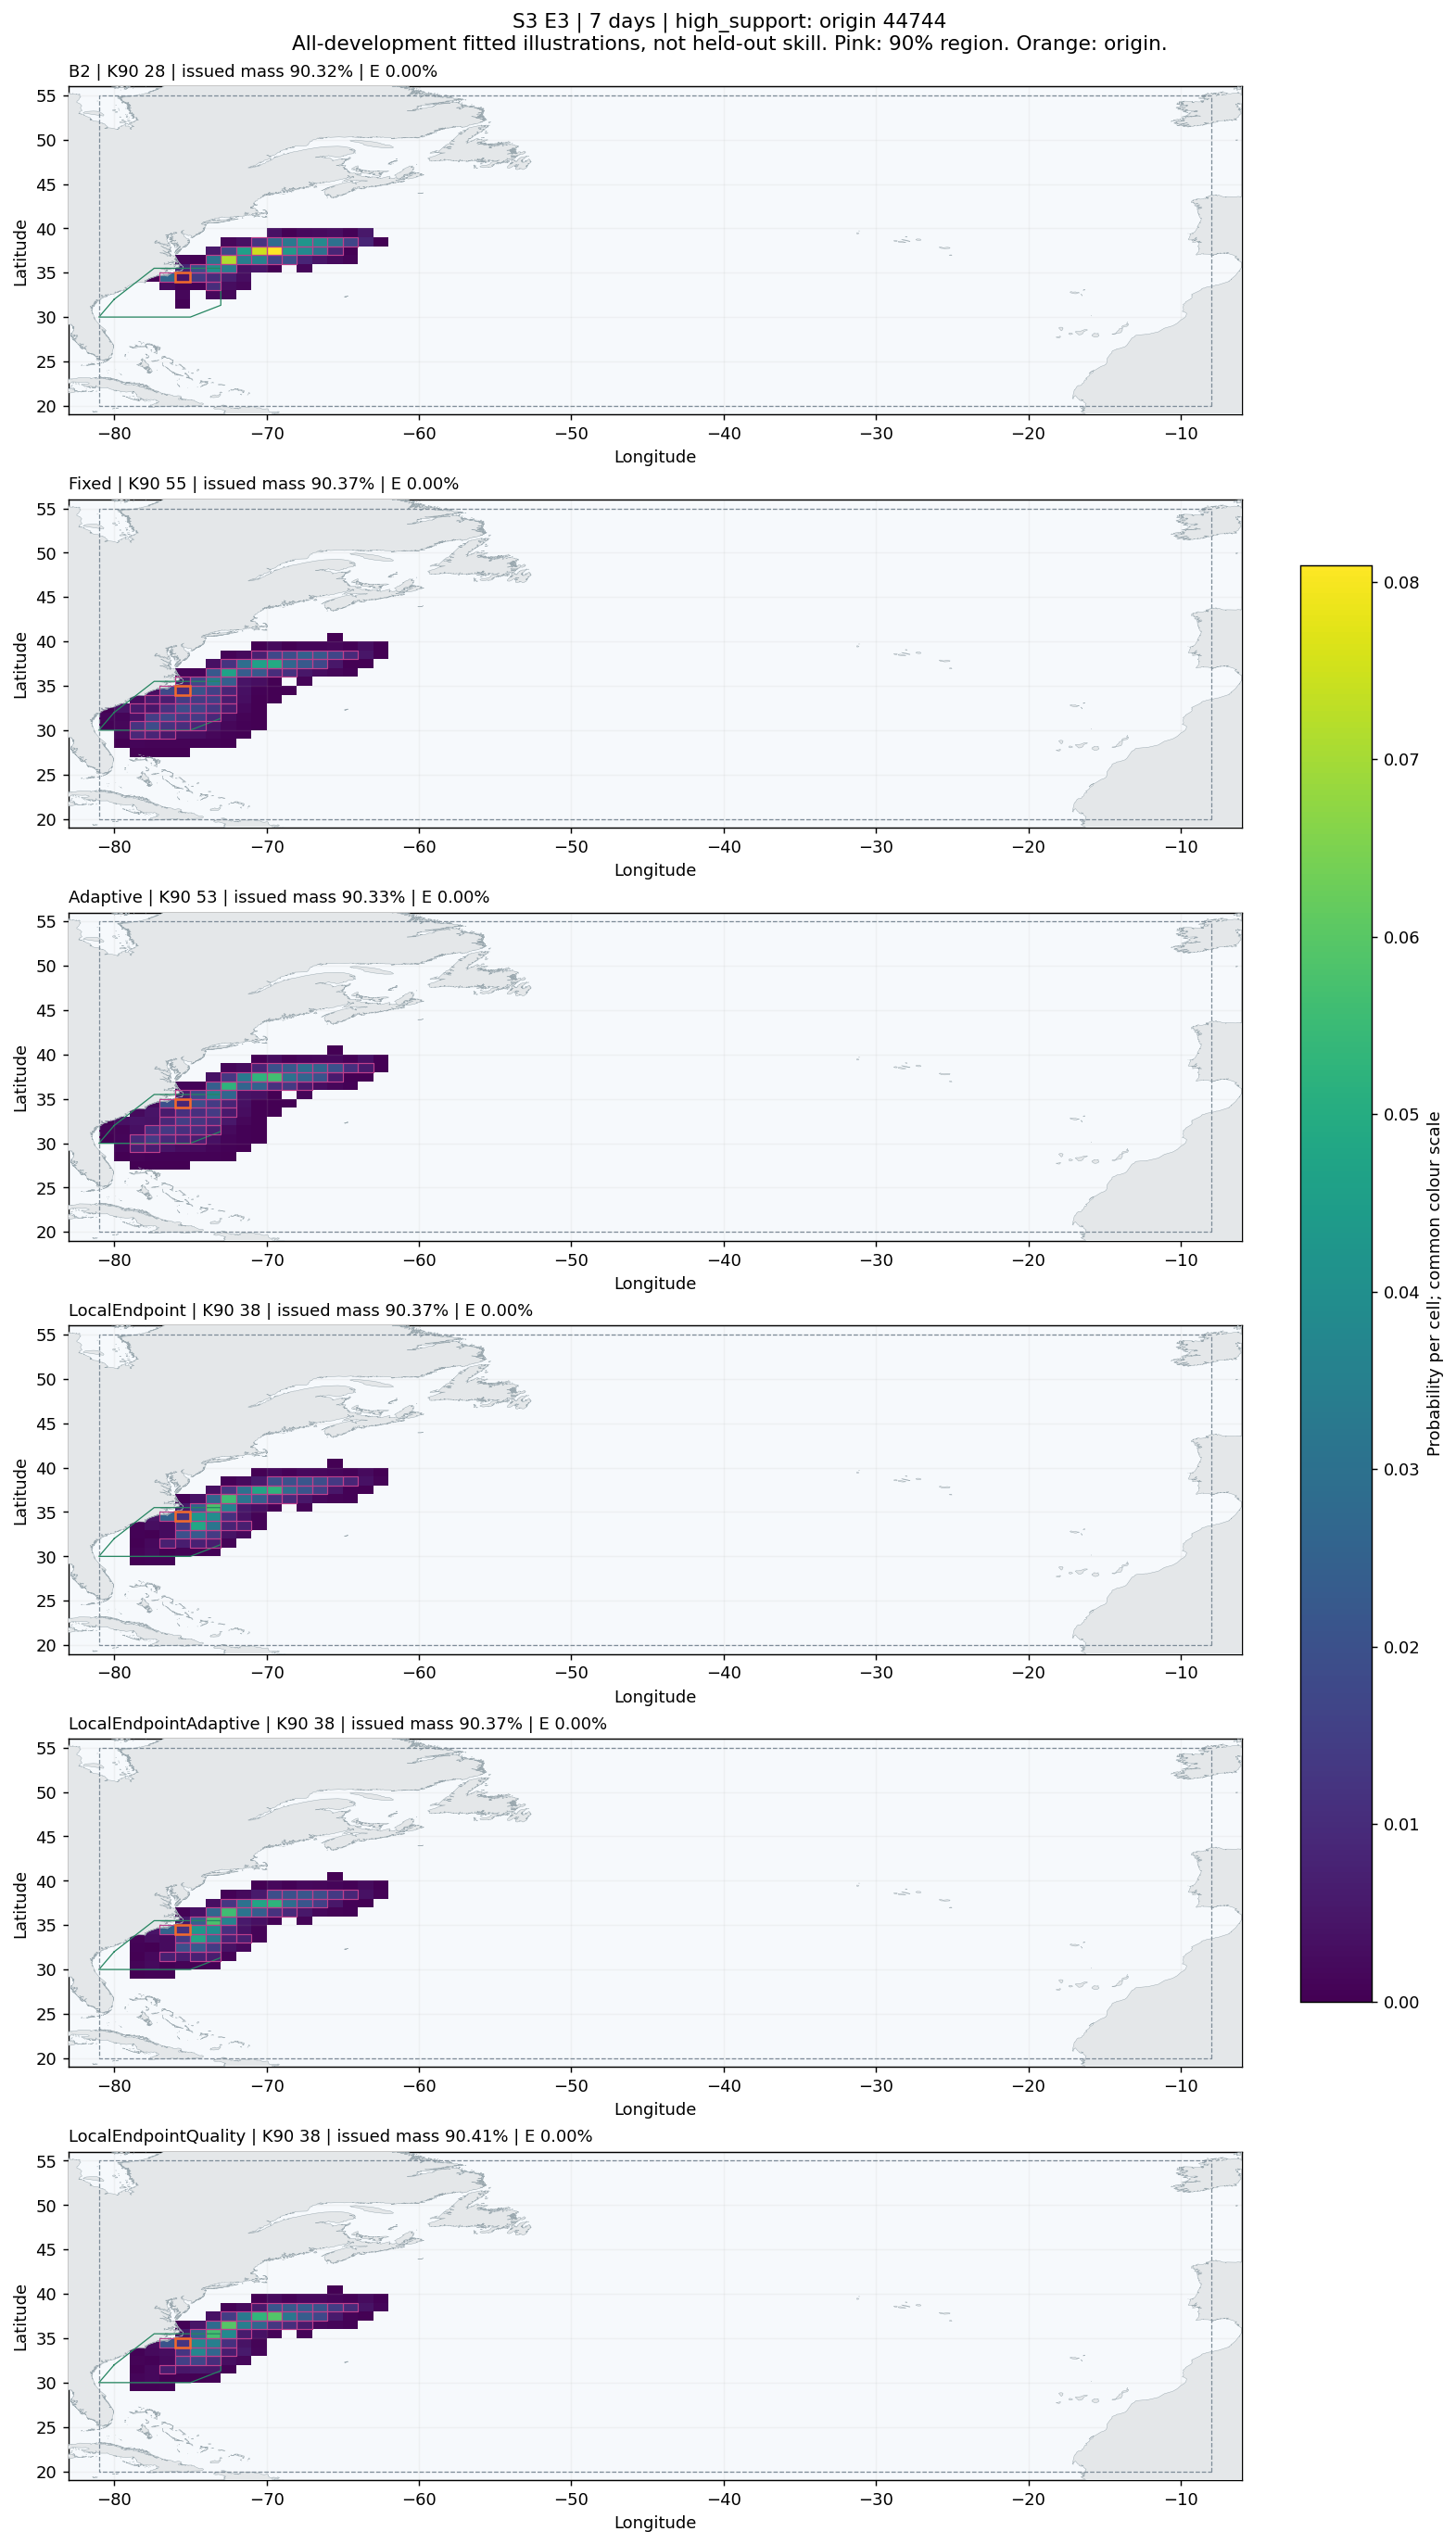 S3 E3 | 7 days | high_support: origin 44744
All-development fitted illustrations, not held-out skill. Pink: 90% region. Orange: origin.
B2 | K90 28 | issued mass 90.32% | E 0.00%
55
50
45
40
35
30
25
20
Latitude
−80 −70 −60 −50 −40 −30 −20 −10
Longitude
Fixed | K90 55 | issued mass 90.37% | E 0.00%
55
50
45
40
35
30
25
20
Latitude
−80 −70 −60 −50 −40 −30 −20 −10
Longitude
Adaptive | K90 53 | issued mass 90.33% | E 0.00%
55
50
45
40
35
30
25
20
Latitude
−80 −70 −60 −50 −40 −30 −20 −10
Longitude
LocalEndpoint | K90 38 | issued mass 90.37% | E 0.00%
55
50
45
40
35
30
25
20
Latitude
−80 −70 −60 −50 −40 −30 −20 −10
Longitude
LocalEndpointAdaptive | K90 38 | issued mass 90.37% | E 0.00%
55
50
45
40
35
30
25
20
Latitude
−80 −70 −60 −50 −40 −30 −20 −10
Longitude
LocalEndpointQuality | K90 38 | issued mass 90.41% | E 0.00%
55
50
45
40
35
30
25
20
Latitude
−80 −70 −60 −50 −40 −30 −20 −10
Longitude
0.08
0.07
0.06
0.05
0.04
0.03
0.02
0.01
0.00
Probability per cell; common colour scale